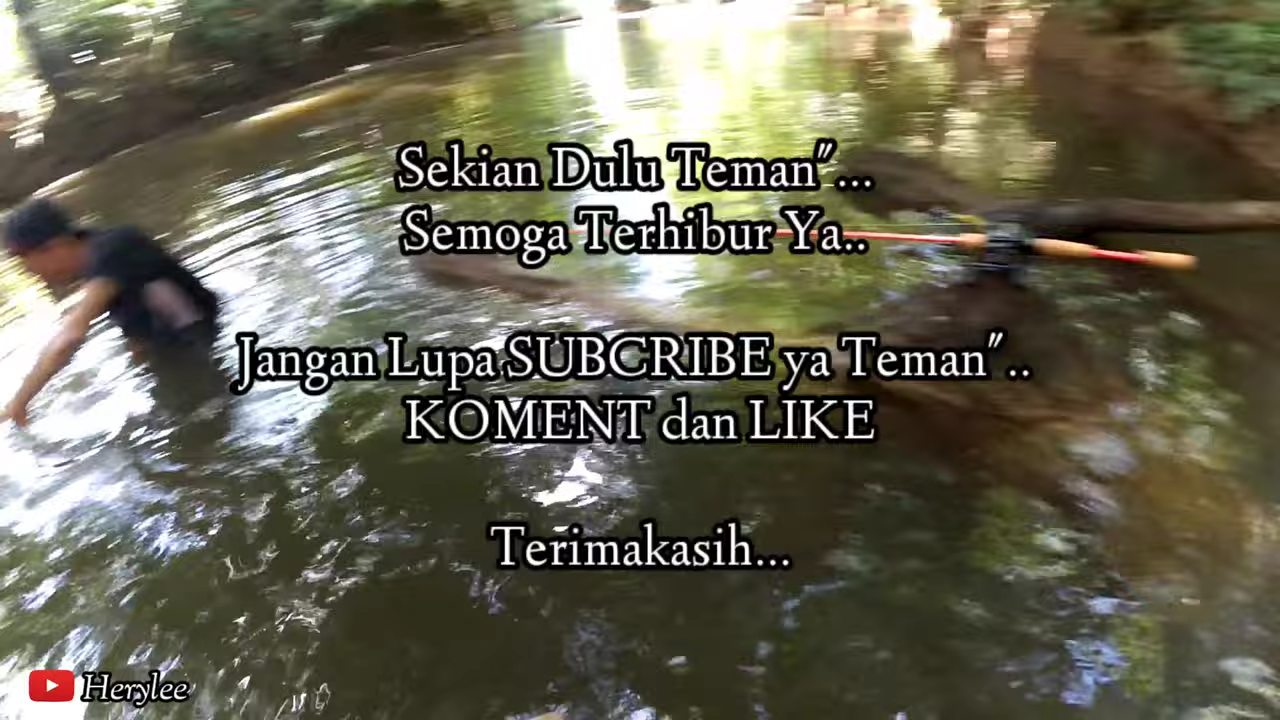 Sekian Dulu Teman"...
Semoga Terhibur Ya..
Jangan Lupa SUBCRIBE ya Teman"..
KOMENT dan LIKE
Terimakasih...
Herylee